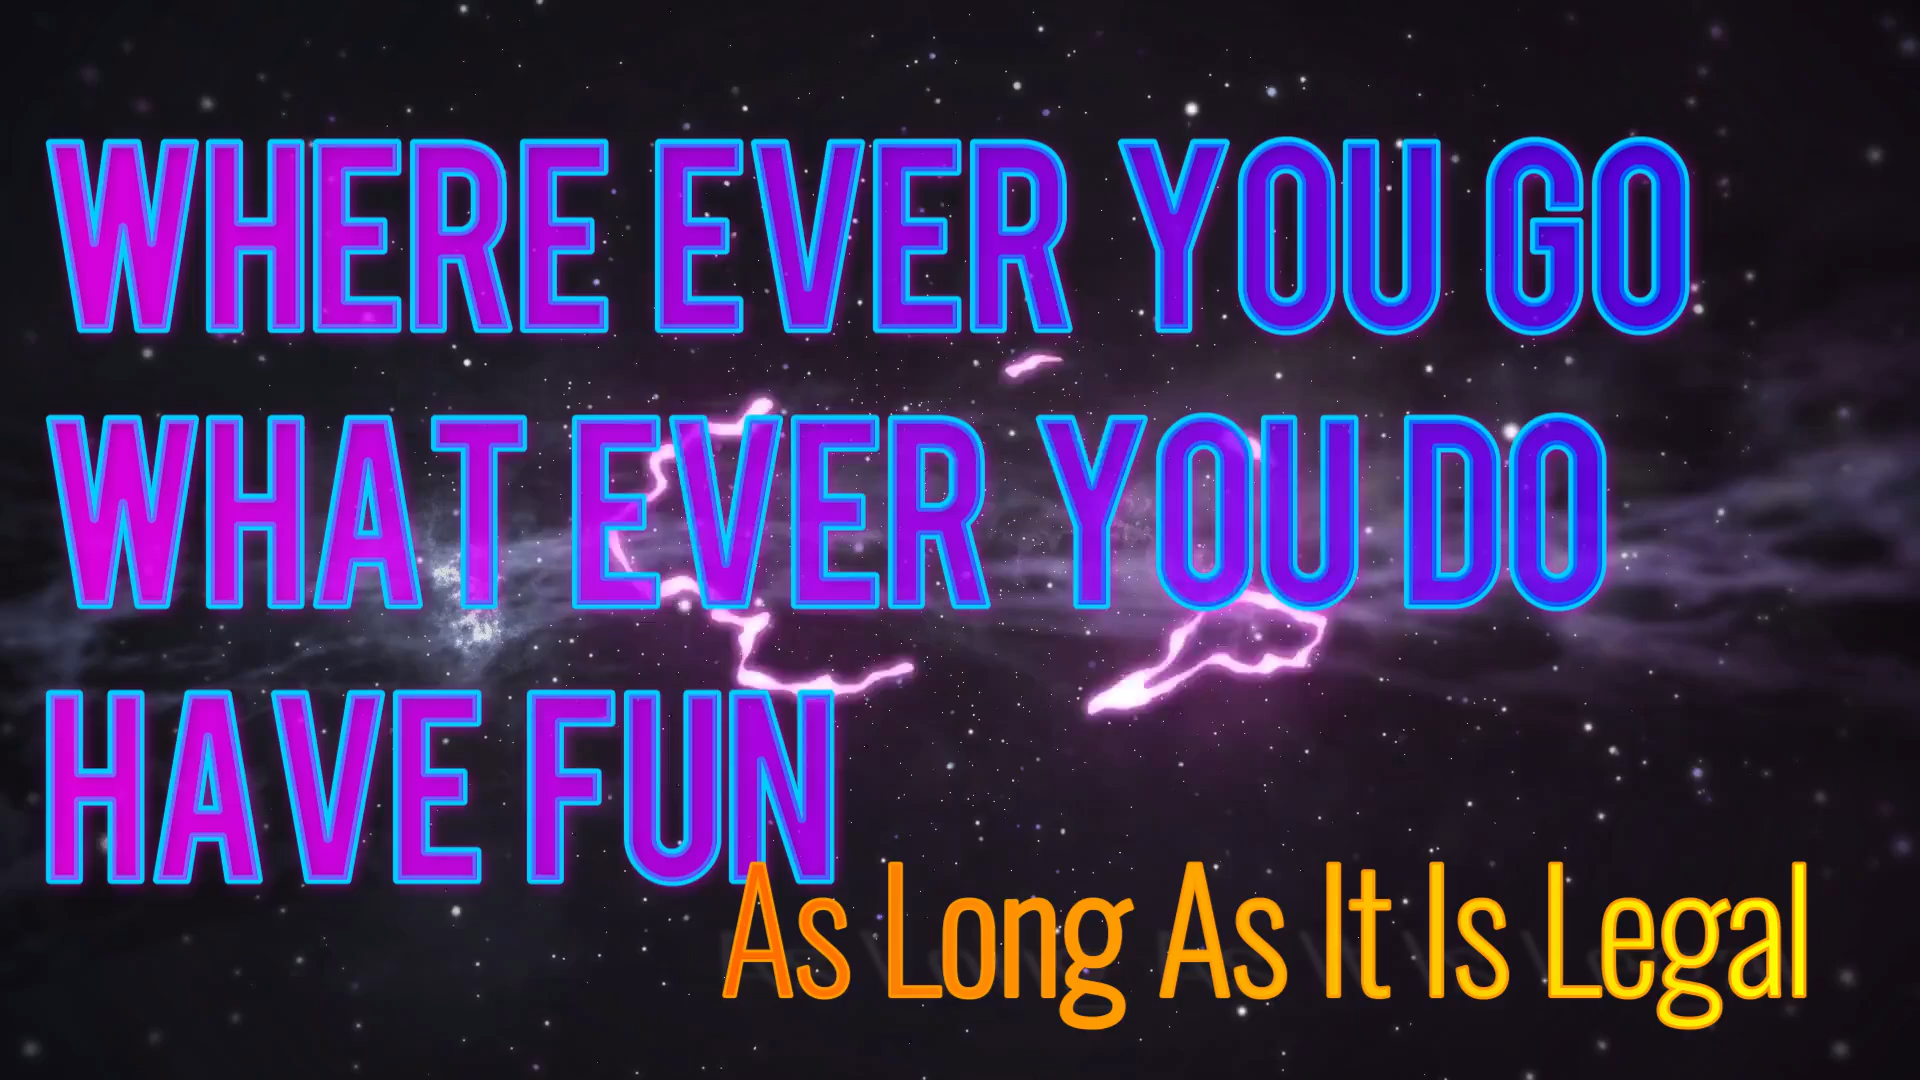 WHERE EVER YOU GO
WHAT EVER YOU DO
HAVE FUN
As Long As It Is Legal